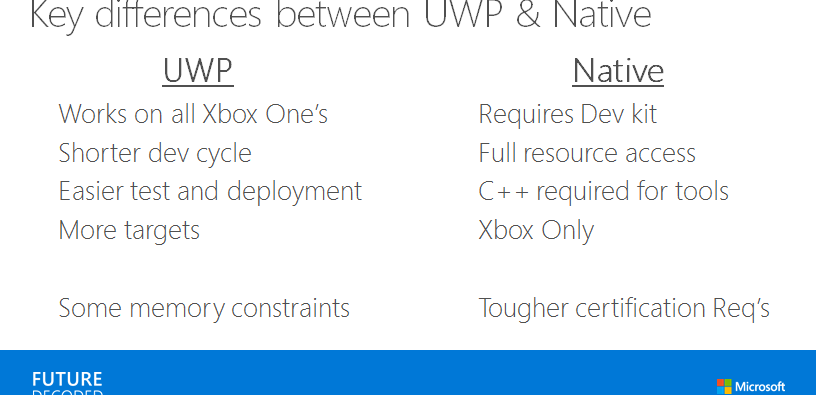 Key differences between UWP & Native
UWP
Works on all Xbox One's
Shorter dev cycle
Easier test and deployment
More targets
Some memory constraints
Native
Requires Dev kit
Full resource access
C++ required for tools
Xbox Only
Tougher certification Req's
FUTURE
DECODED
Microsoft